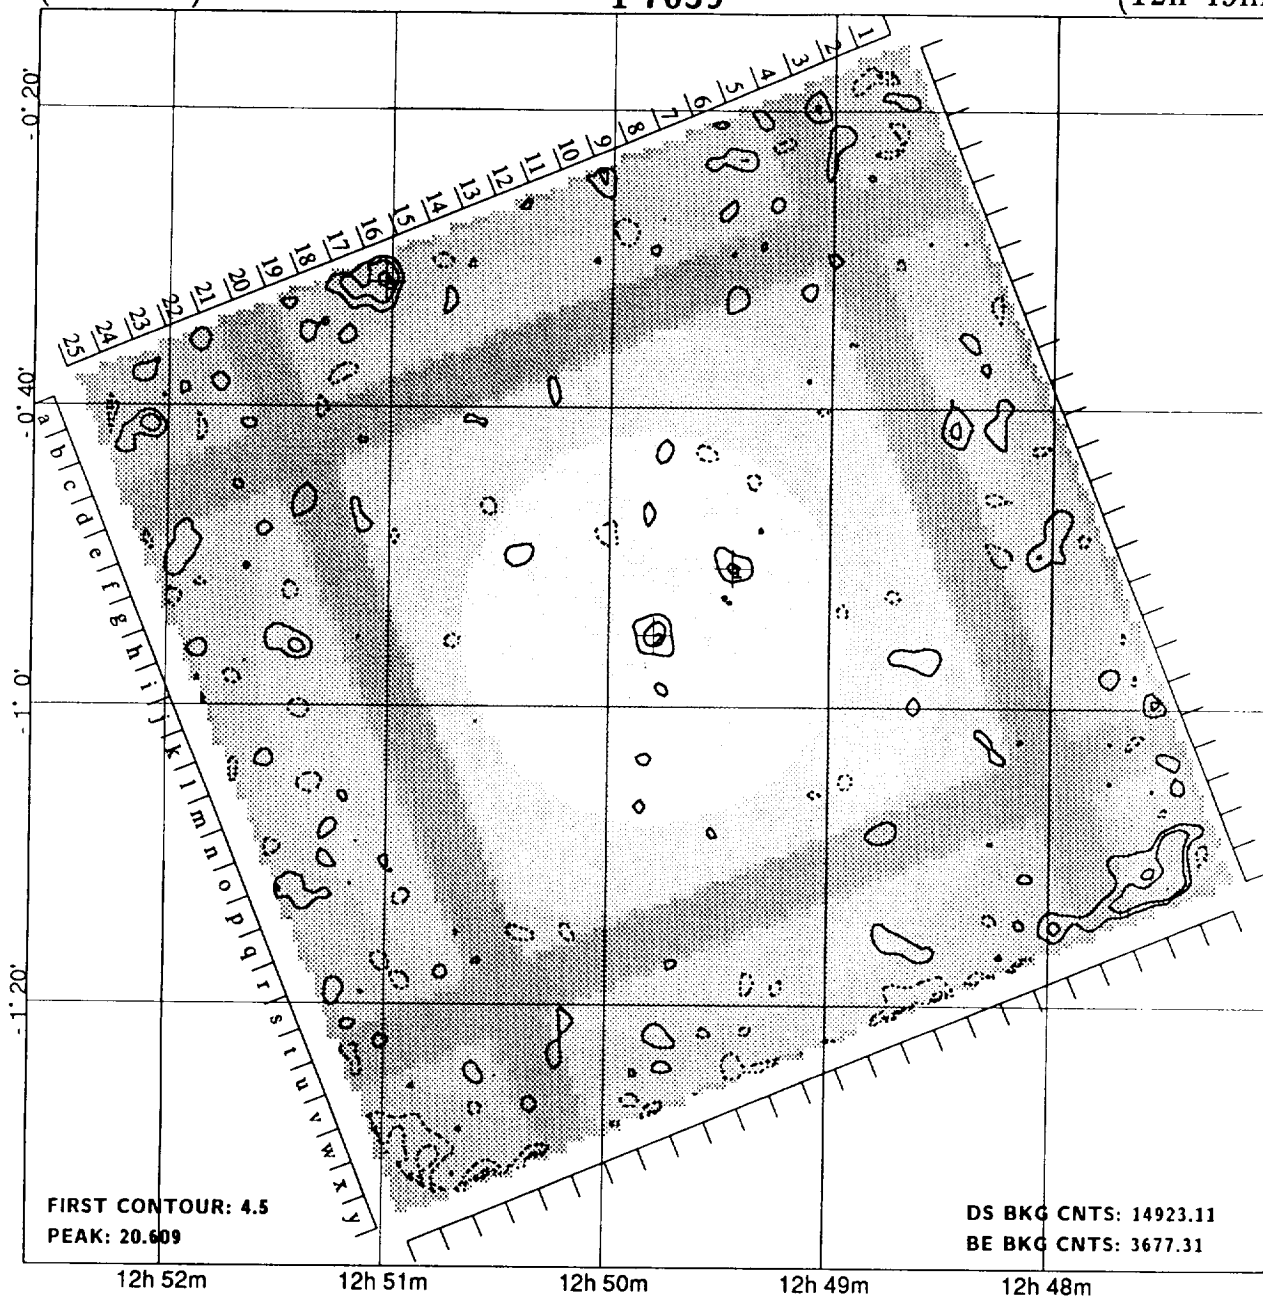 I 7039
1 2 3 4 5 6 7 8 9 10 11 12 13 14 15 16 17 18 19 20 21 22 23 24 25
-0° 20'
-0° 40'
-1° 0'
-1° 20'
a b c d e f g h i j k l m n o p q r s t u v w x y
FIRST CONTOUR: 4.5
PEAK: 20.609
DS BKG CNTS: 14923.11
BE BKG CNTS: 3677.31
12h 52m 12h 51m 12h 50m 12h 49m 12h 48m